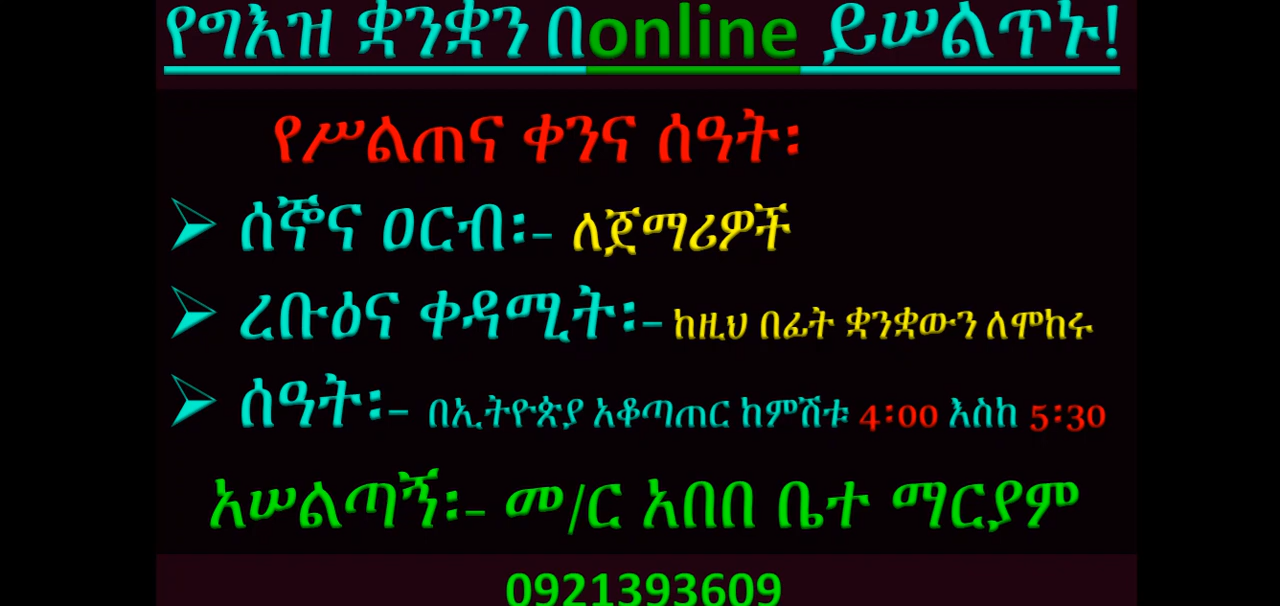 የግእዝ ቋንቋን በonline ይሠልጥኑ!
የሥልጠና ቀንና ሰዓት፡
ሰኞና ዐርብ፡- ለጀማሪዎች
ረቡዕና ቀዳሚት፡- ከዚህ በፊት ቋንቋውን ለሞከሩ
ሰዓት፡- በኢትዮጵያ አቆጣጠር ከምሽቱ 4፡00 እስከ 5፡30
አሠልጣኝ፡- መ/ር አበበ ቤተ ማርያም
0921393609